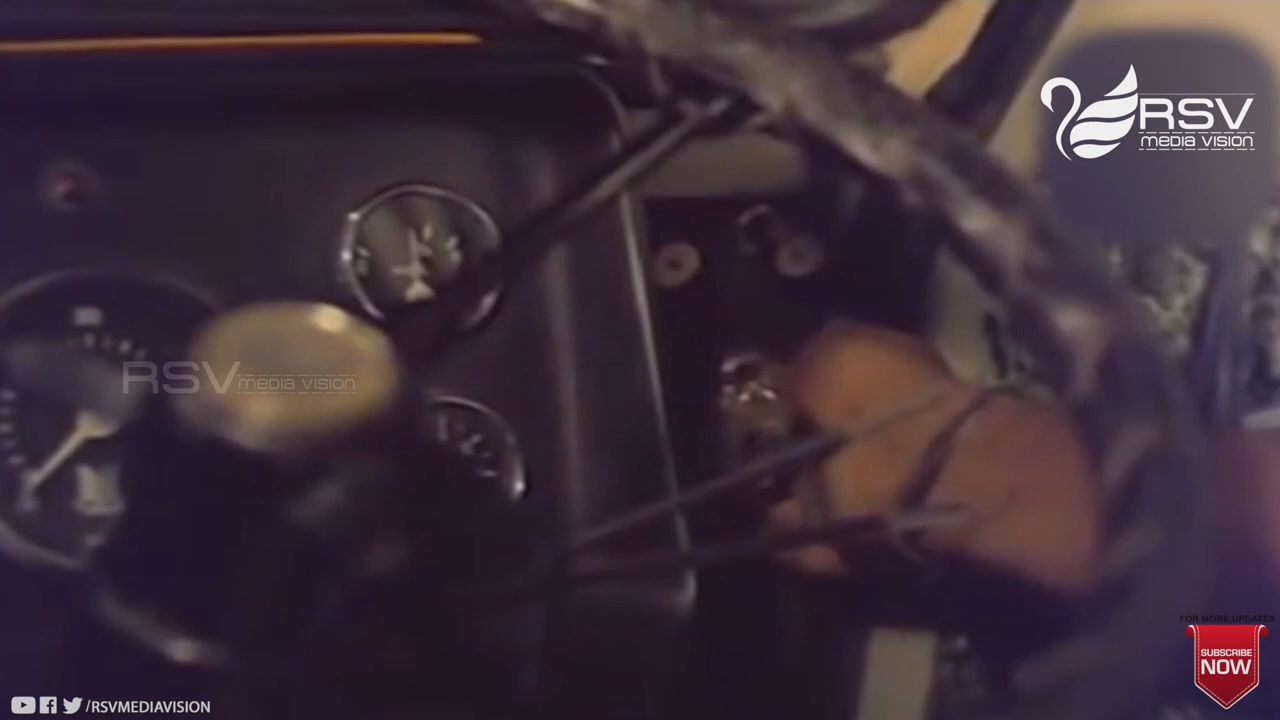 RSV
MEDIA VISION
RSV MEDIA VISION
FOR MORE UPDATES
SUBSCRIBE
NOW
/RSVMEDIAVISION